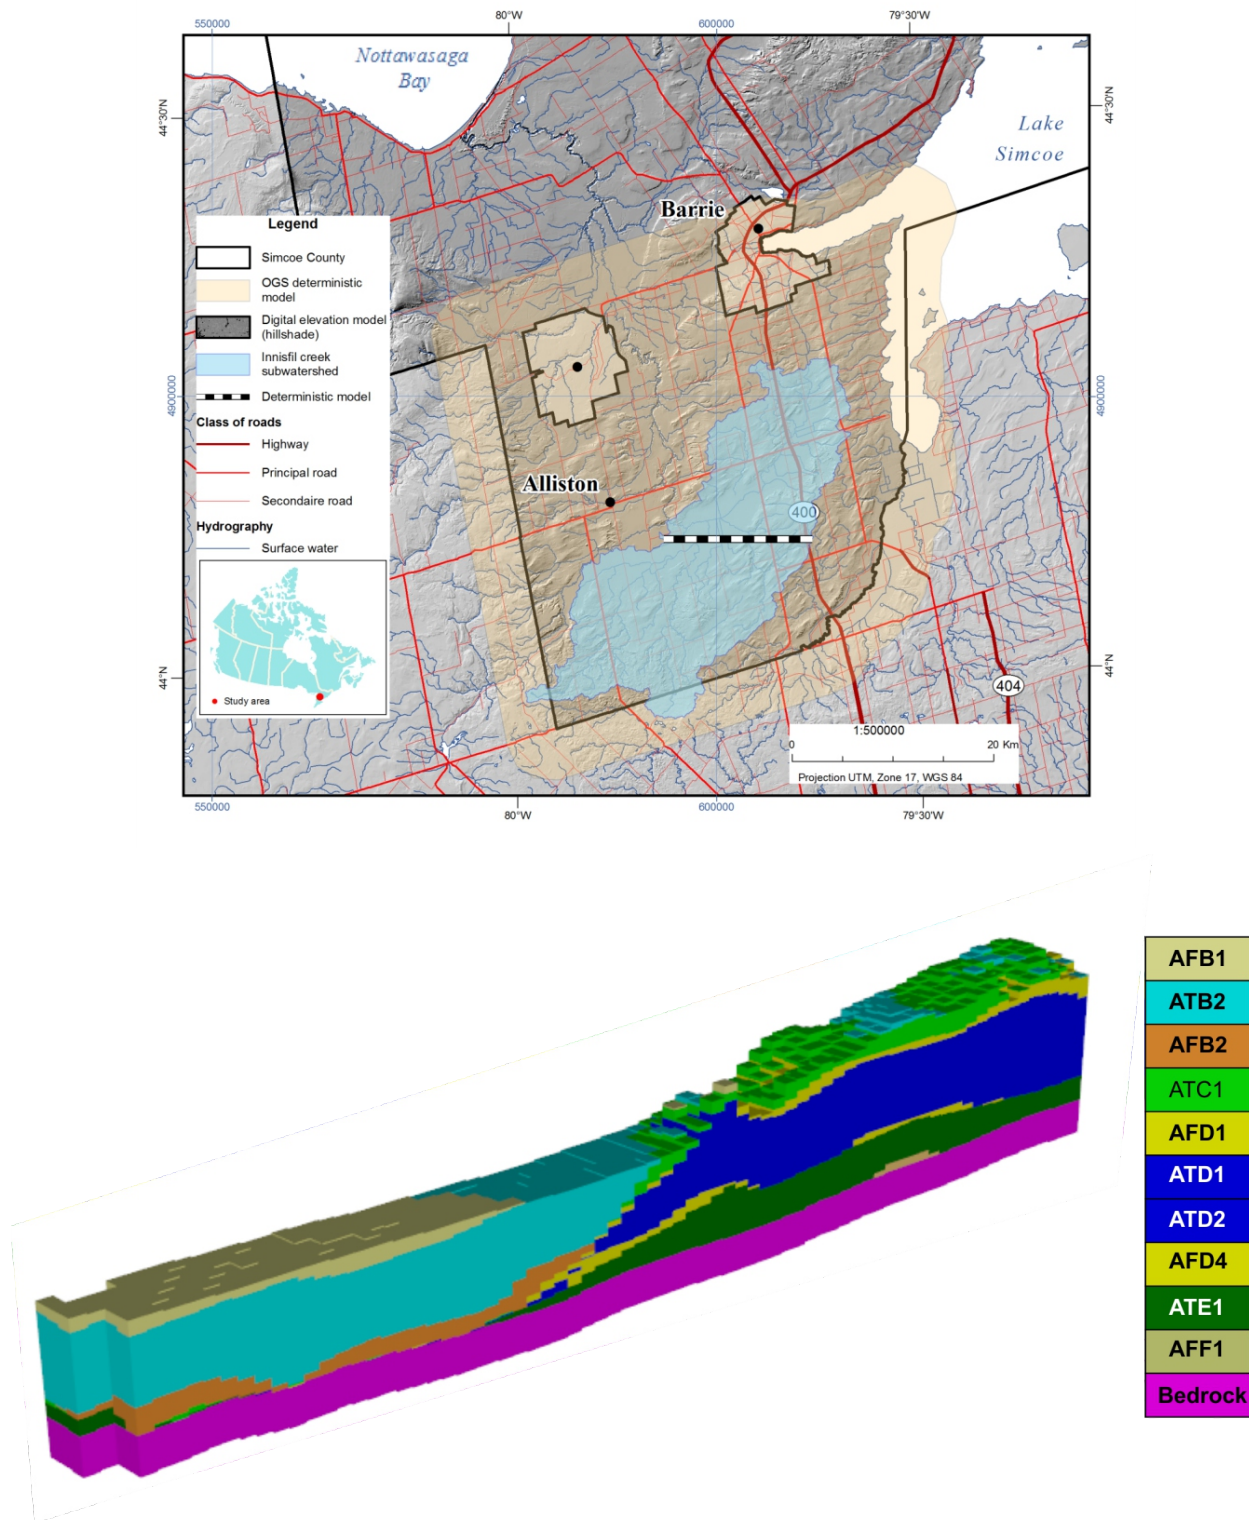 550000
80°W
600000
79°30'W
Nottawasaga
Bay
44°30'N
44°30'N
Lake
Simcoe
Barrie
Legend
Simcoe County
OGS deterministic
model
Digital elevation model
(hillshade)
Innisfil creek
subwatershed
Deterministic model
Class of roads
Highway
Principal road
Secondaire road
Hydrography
Surface water
Study area
4900000
4900000
Alliston
400
44°N
44°N
404
1:500000
0
20 Km
Projection UTM, Zone 17, WGS 84
550000
80°W
600000
79°30'W
AFB1
ATB2
AFB2
ATC1
AFD1
ATD1
ATD2
AFD4
ATE1
AFF1
Bedrock